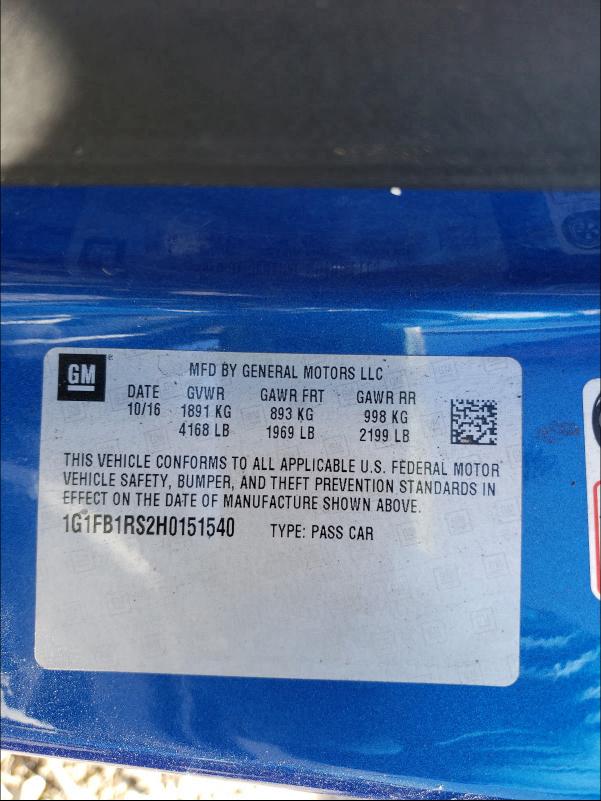 GM
MFD BY GENERAL MOTORS LLC
DATE GVWR GAWR FRT GAWR RR
10/16 1891 KG 893 KG 998 KG
4168 LB 1969 LB 2199 LB
THIS VEHICLE CONFORMS TO ALL APPLICABLE U.S. FEDERAL MOTOR
VEHICLE SAFETY, BUMPER, AND THEFT PREVENTION STANDARDS IN
EFFECT ON THE DATE OF MANUFACTURE SHOWN ABOVE.
1G1FB1RS2H0151540 TYPE: PASS CAR